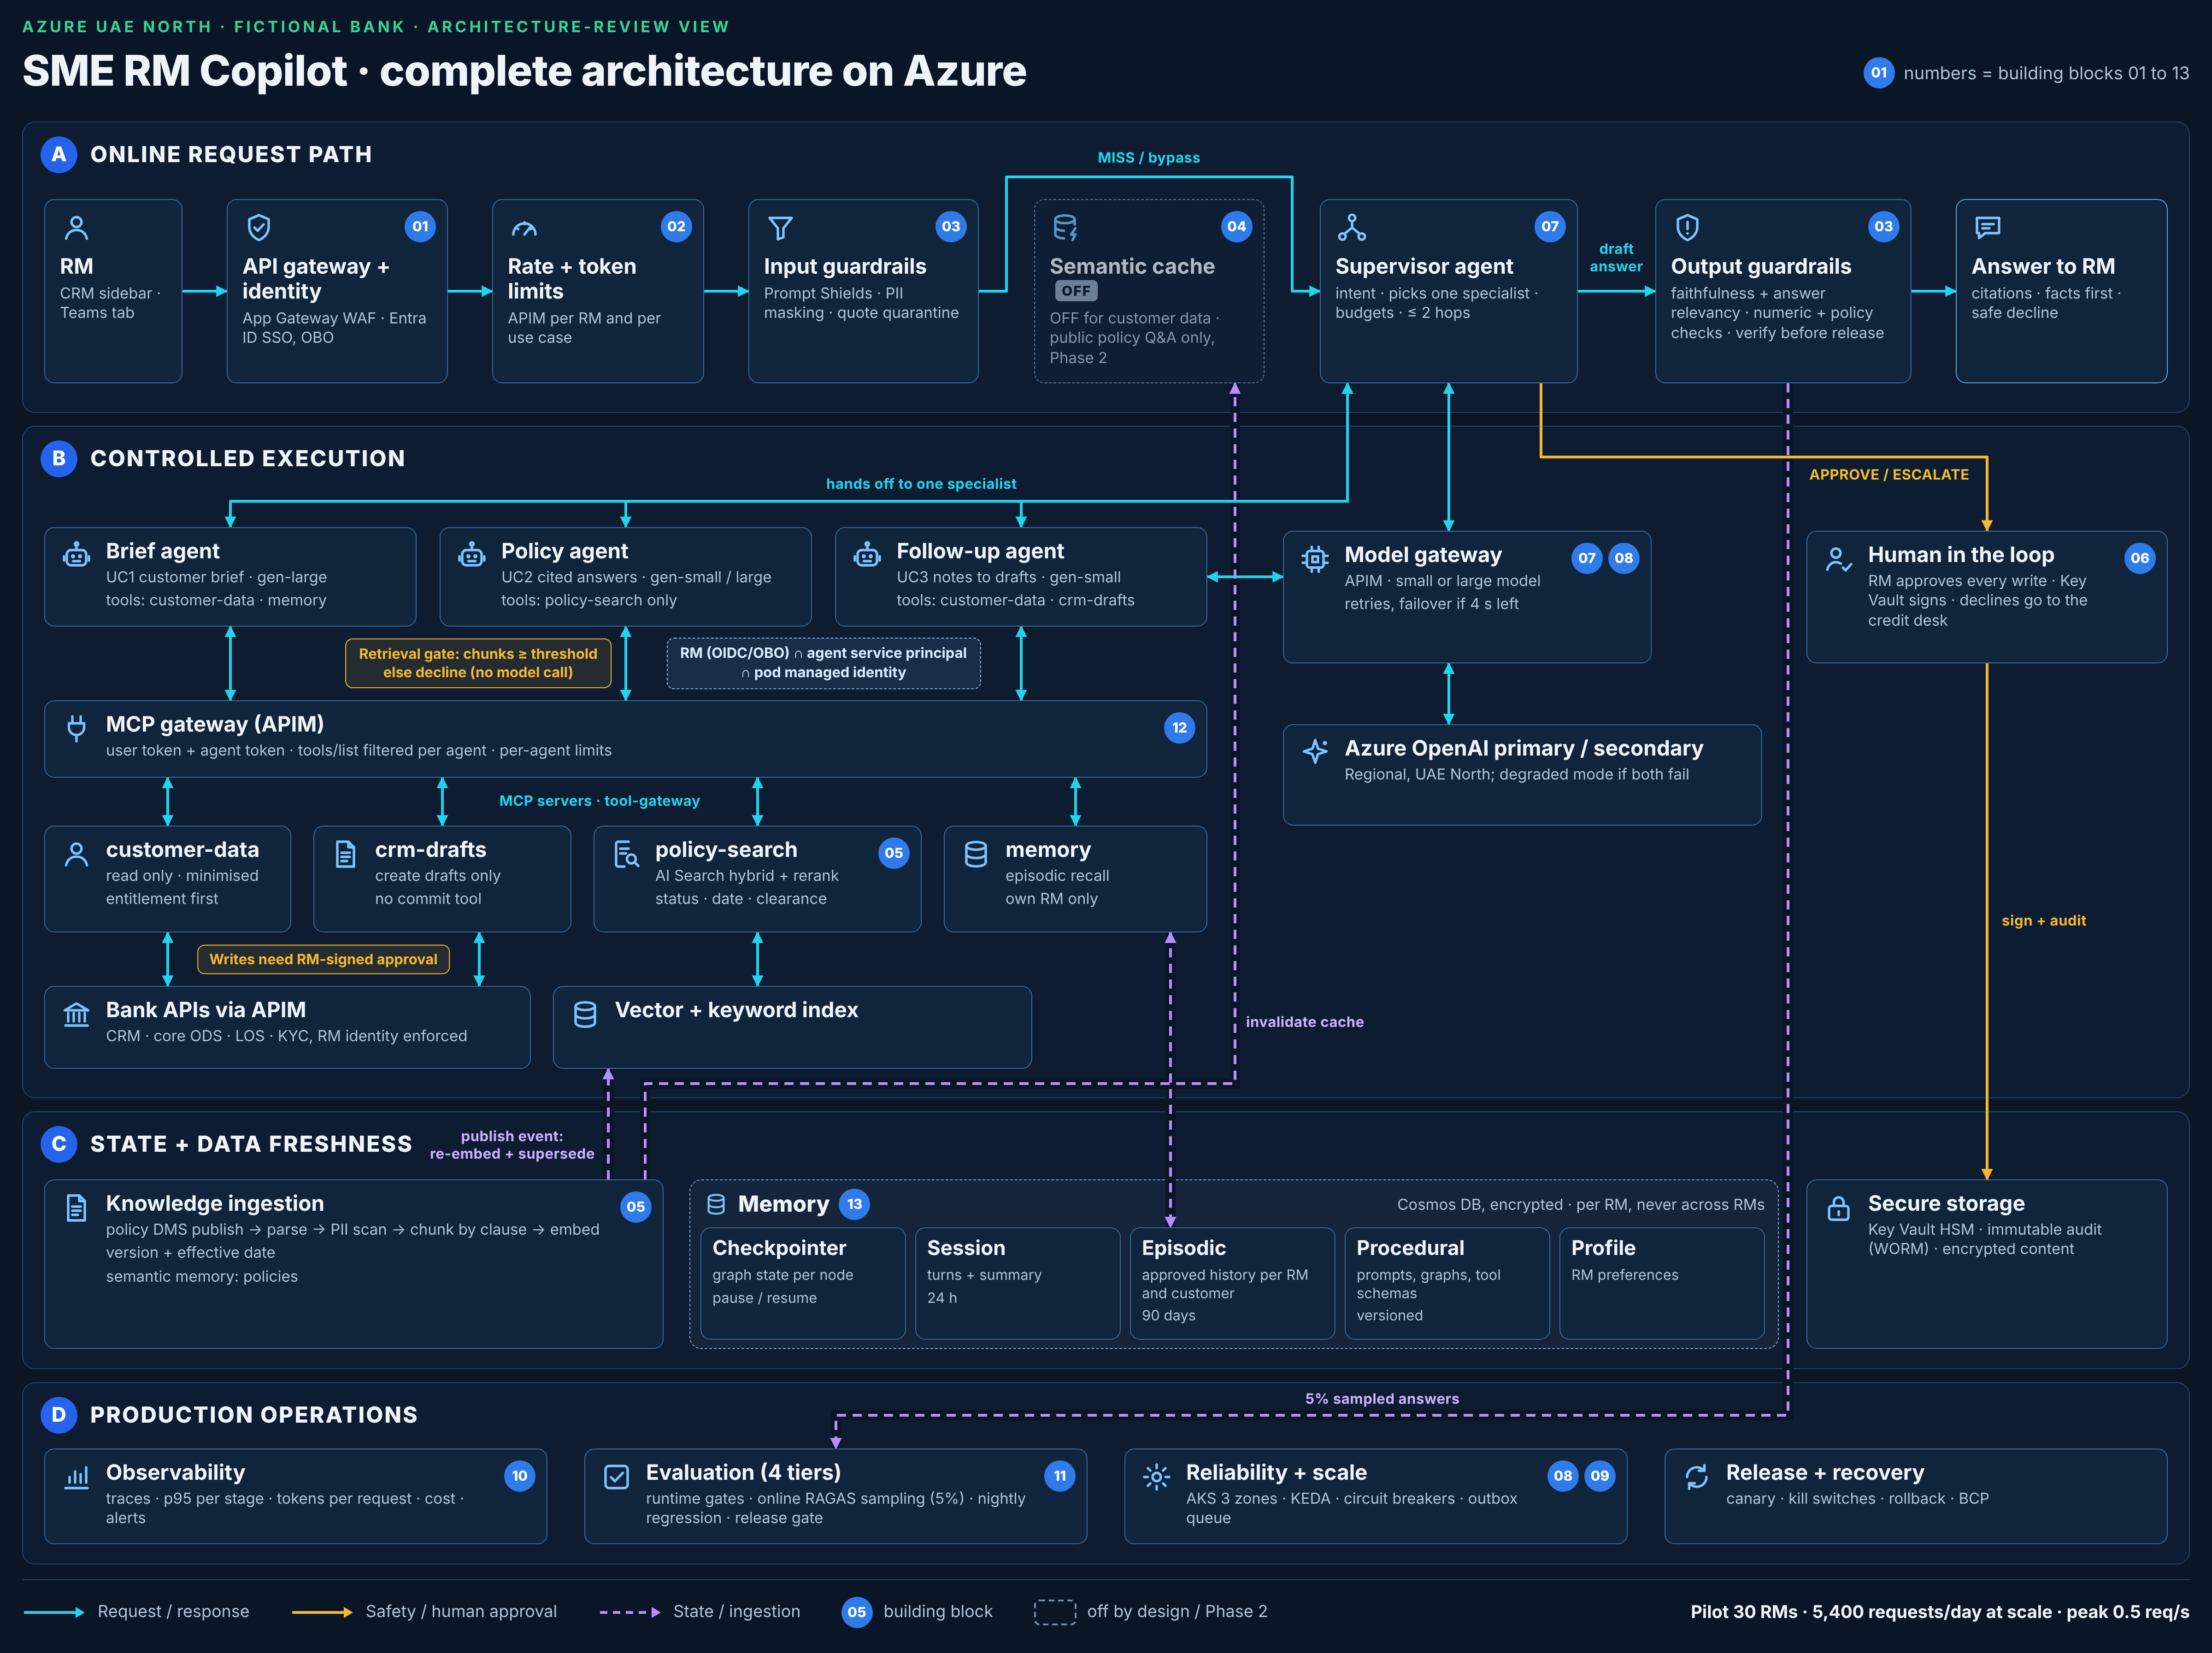 AZURE UAE NORTH · FICTIONAL BANK · ARCHITECTURE-REVIEW VIEW
SME RM Copilot · complete architecture on Azure
01 numbers = building blocks 01 to 13
A ONLINE REQUEST PATH
MISS / bypass
RM
CRM sidebar ·
Teams tab
01
API gateway +
identity
App Gateway WAF · Entra
ID SSO, OBO
02
Rate + token
limits
APIM per RM and per
use case
03
Input guardrails
Prompt Shields · PII
masking · quote quarantine
04
Semantic cache
OFF
OFF for customer data ·
public policy Q&A only,
Phase 2
07
Supervisor agent
intent · picks one specialist ·
budgets · ≤ 2 hops
draft
answer
03
Output guardrails
faithfulness + answer
relevancy · numeric + policy
checks · verify before release
Answer to RM
citations · facts first ·
safe decline
B CONTROLLED EXECUTION
hands off to one specialist
APPROVE / ESCALATE
Brief agent
UC1 customer brief · gen-large
tools: customer-data · memory
Policy agent
UC2 cited answers · gen-small / large
tools: policy-search only
Follow-up agent
UC3 notes to drafts · gen-small
tools: customer-data · crm-drafts
Model gateway
07 08
APIM · small or large model
retries, failover if 4 s left
Human in the loop
06
RM approves every write · Key
Vault signs · declines go to the
credit desk
Retrieval gate: chunks ≥ threshold
else decline (no model call)
RM (OIDC/OBO) ∩ agent service principal
∩ pod managed identity
MCP gateway (APIM)
12
user token + agent token · tools/list filtered per agent · per-agent limits
Azure OpenAI primary / secondary
Regional, UAE North; degraded mode if both fail
MCP servers · tool-gateway
customer-data
read only · minimised
entitlement first
crm-drafts
create drafts only
no commit tool
policy-search
05
AI Search hybrid + rerank
status · date · clearance
memory
episodic recall
own RM only
sign + audit
Writes need RM-signed approval
Bank APIs via APIM
CRM · core ODS · LOS · KYC, RM identity enforced
Vector + keyword index
invalidate cache
C STATE + DATA FRESHNESS
publish event:
re-embed + supersede
Knowledge ingestion
05
policy DMS publish → parse → PII scan → chunk by clause → embed
version + effective date
semantic memory: policies
Memory 13
Cosmos DB, encrypted · per RM, never across RMs
Checkpointer
graph state per node
pause / resume
Session
turns + summary
24 h
Episodic
approved history per RM
and customer
90 days
Procedural
prompts, graphs, tool
schemas
versioned
Profile
RM preferences
Secure storage
Key Vault HSM · immutable audit
(WORM) · encrypted content
D PRODUCTION OPERATIONS
5% sampled answers
Observability
10
traces · p95 per stage · tokens per request · cost ·
alerts
Evaluation (4 tiers)
11
runtime gates · online RAGAS sampling (5%) · nightly
regression · release gate
Reliability + scale
08 09
AKS 3 zones · KEDA · circuit breakers · outbox
queue
Release + recovery
canary · kill switches · rollback · BCP
Request / response
Safety / human approval
State / ingestion
05 building block
off by design / Phase 2
Pilot 30 RMs · 5,400 requests/day at scale · peak 0.5 req/s